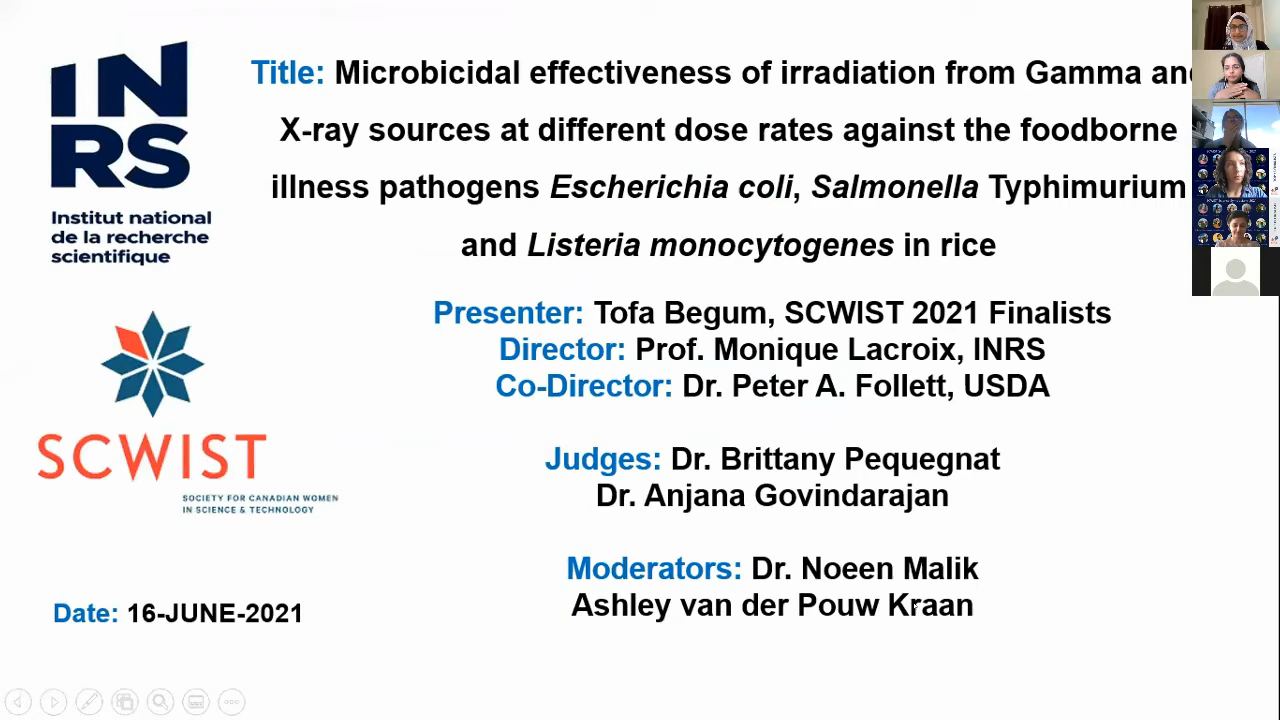 INRS
Institut national
de la recherche
scientifique
Title: Microbicidal effectiveness of irradiation from Gamma and
X-ray sources at different dose rates against the foodborne
illness pathogens Escherichia coli, Salmonella Typhimurium
and Listeria monocytogenes in rice
Presenter: Tofa Begum, SCWIST 2021 Finalists
Director: Prof. Monique Lacroix, INRS
Co-Director: Dr. Peter A. Follett, USDA
SCWIST
SOCIETY FOR CANADIAN WOMEN
IN SCIENCE & TECHNOLOGY
Judges: Dr. Brittany Pequegnat
Dr. Anjana Govindarajan
Moderators: Dr. Noeen Malik
Ashley van der Pouw Kraan
Date: 16-JUNE-2021